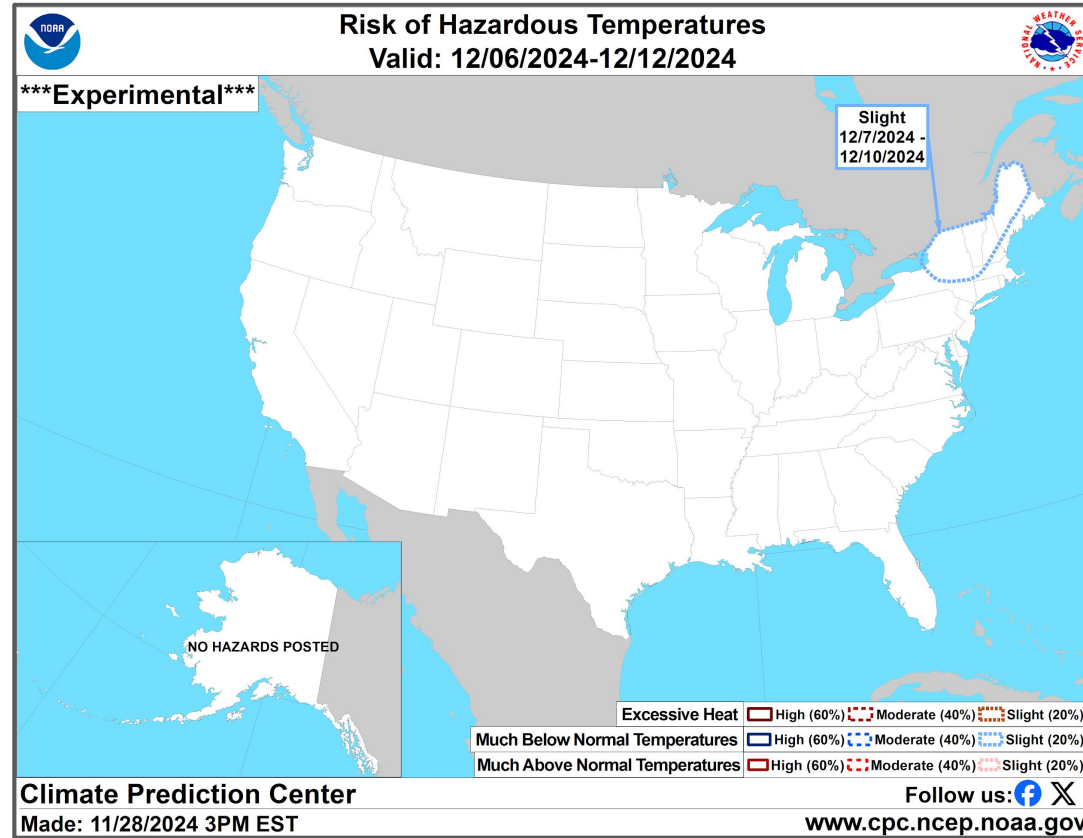 NOAA
Risk of Hazardous Temperatures
Valid: 12/06/2024-12/12/2024
NATIONAL WEATHER SERVICE
***Experimental***
Slight
12/7/2024 -
12/10/2024
NO HAZARDS POSTED
Excessive Heat High (60%) Moderate (40%) Slight (20%)
Much Below Normal Temperatures High (60%) Moderate (40%) Slight (20%)
Much Above Normal Temperatures High (60%) Moderate (40%) Slight (20%)
Climate Prediction Center
Follow us:
Made: 11/28/2024 3PM EST
www.cpc.ncep.noaa.gov